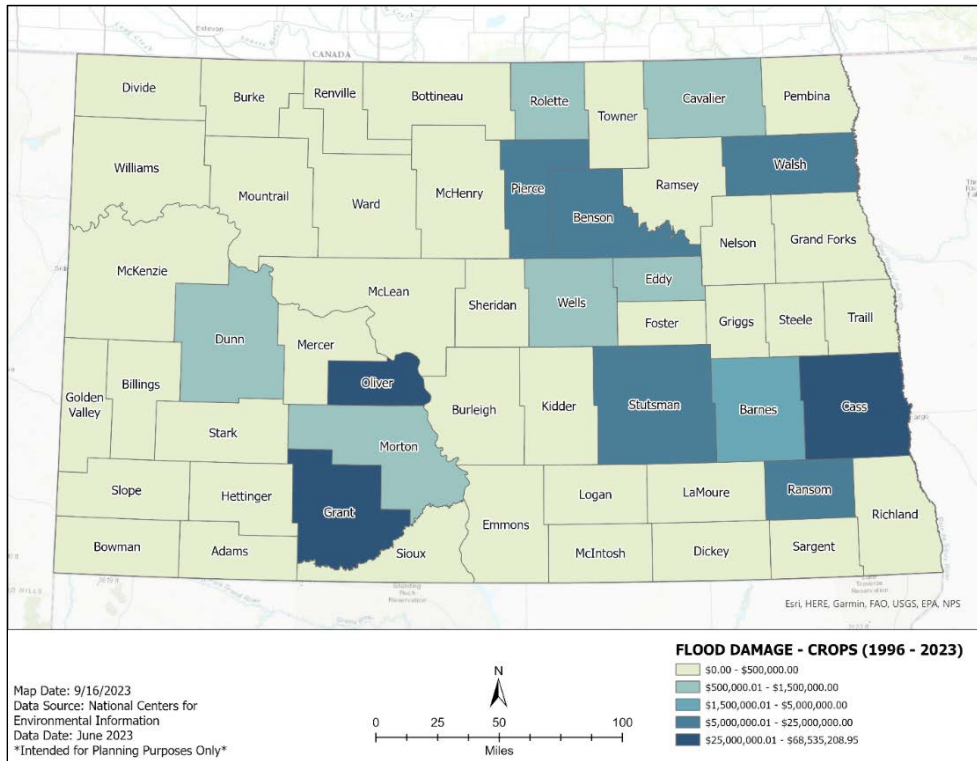 CANADA
Divide
Burke
Renville
Bottineau
Rolette
Towner
Cavalier
Pembina
Williams
Mountrail
Ward
McHenry
Pierce
Benson
Ramsey
Walsh
Nelson
Grand Forks
McKenzie
Dunn
McLean
Sheridan
Wells
Eddy
Foster
Griggs
Steele
Traill
Mercer
Oliver
Golden
Valley
Billings
Stark
Morton
Burleigh
Kidder
Stutsman
Barnes
Cass
Slope
Hettinger
Grant
Sioux
Emmons
Logan
LaMoure
Ransom
Richland
Bowman
Adams
McIntosh
Dickey
Sargent
Esri, HERE, Garmin, FAO, USGS, EPA, NPS
FLOOD DAMAGE - CROPS (1996 - 2023)
$0.00 - $500,000.00
$500,000.01 - $1,500,000.00
$1,500,000.01 - $5,000,000.00
$5,000,000.01 - $25,000,000.00
$25,000,000.01 - $68,535,208.95
N
0 25 50 100
Miles
Map Date: 9/16/2023
Data Source: National Centers for
Environmental Information
Data Date: June 2023
*Intended for Planning Purposes Only*